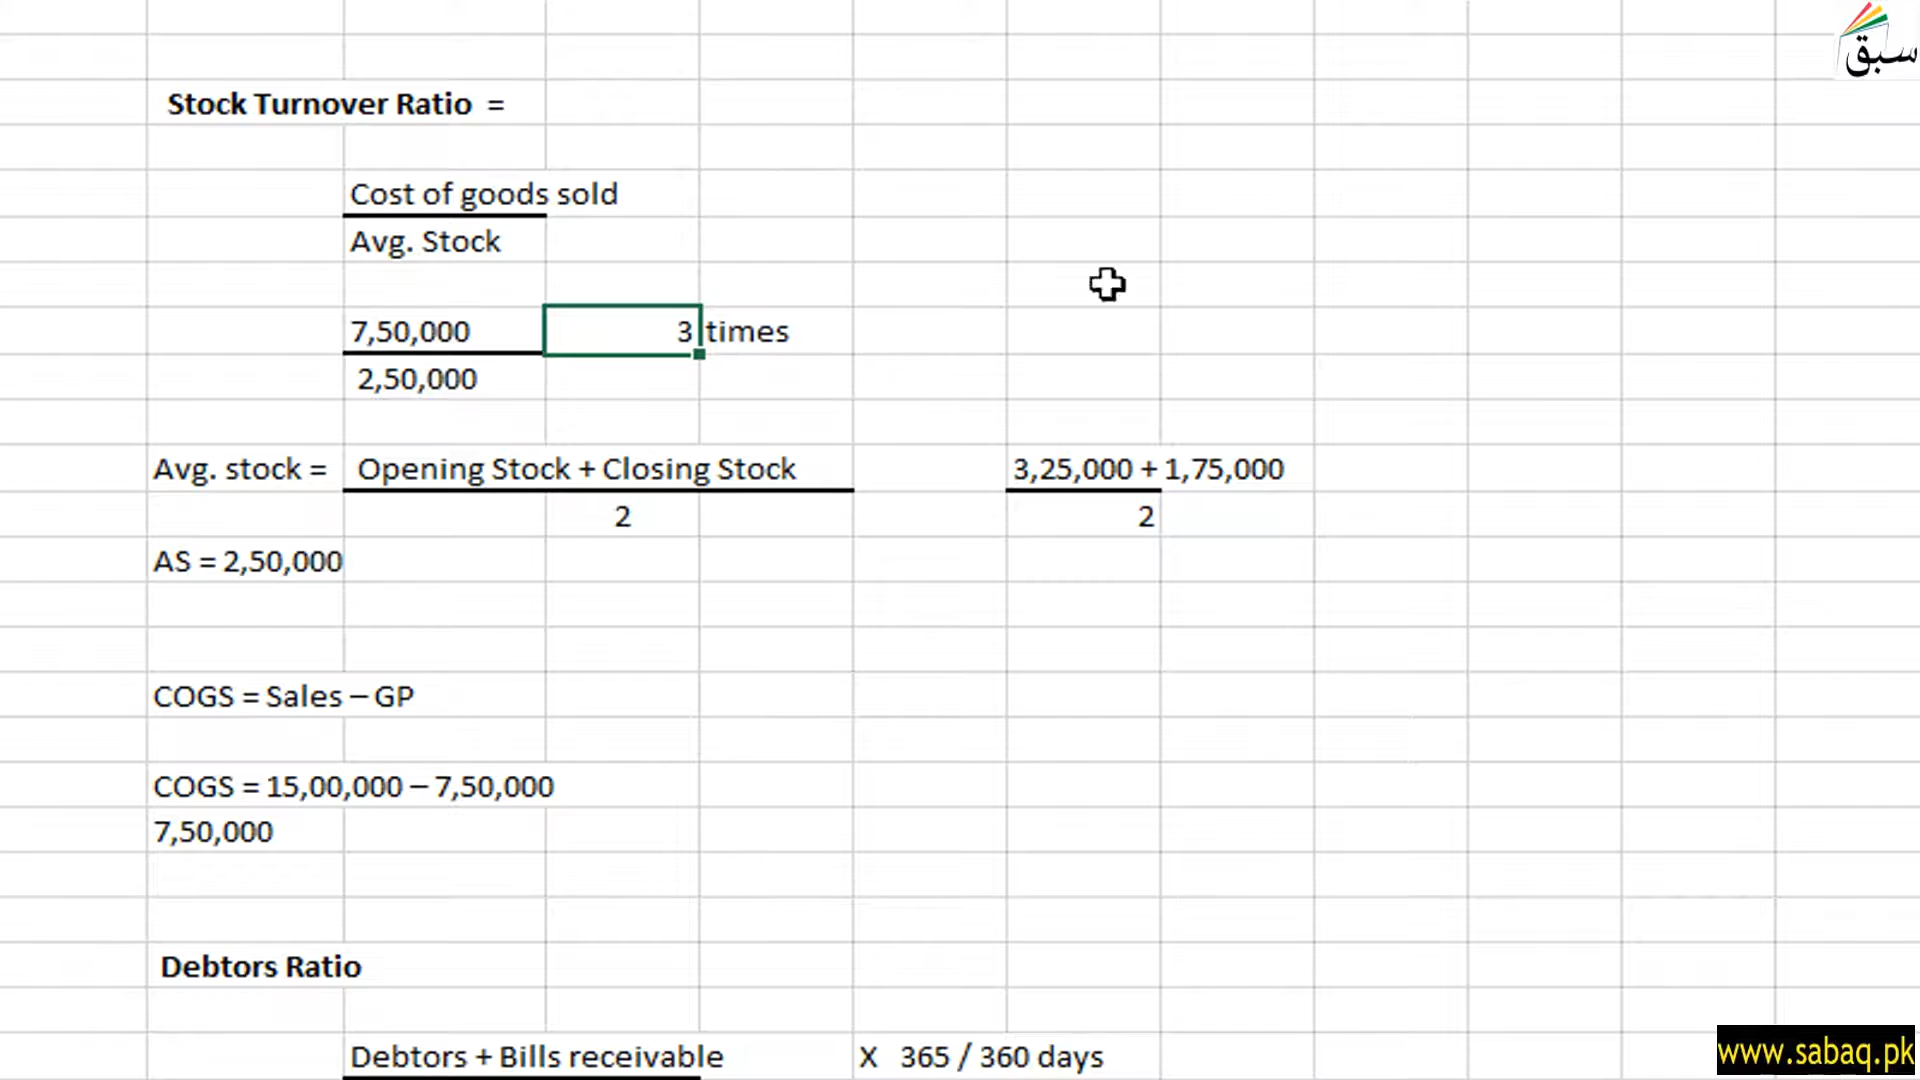 سبق
Stock Turnover Ratio =
Cost of goods sold
Avg. Stock
7,50,000 3 times
2,50,000
Avg. stock = Opening Stock + Closing Stock 3,25,000 + 1,75,000
2 2
AS = 2,50,000
COGS = Sales – GP
COGS = 15,00,000 – 7,50,000
7,50,000
Debtors Ratio
Debtors + Bills receivable X 365 / 360 days
www.sabaq.pk